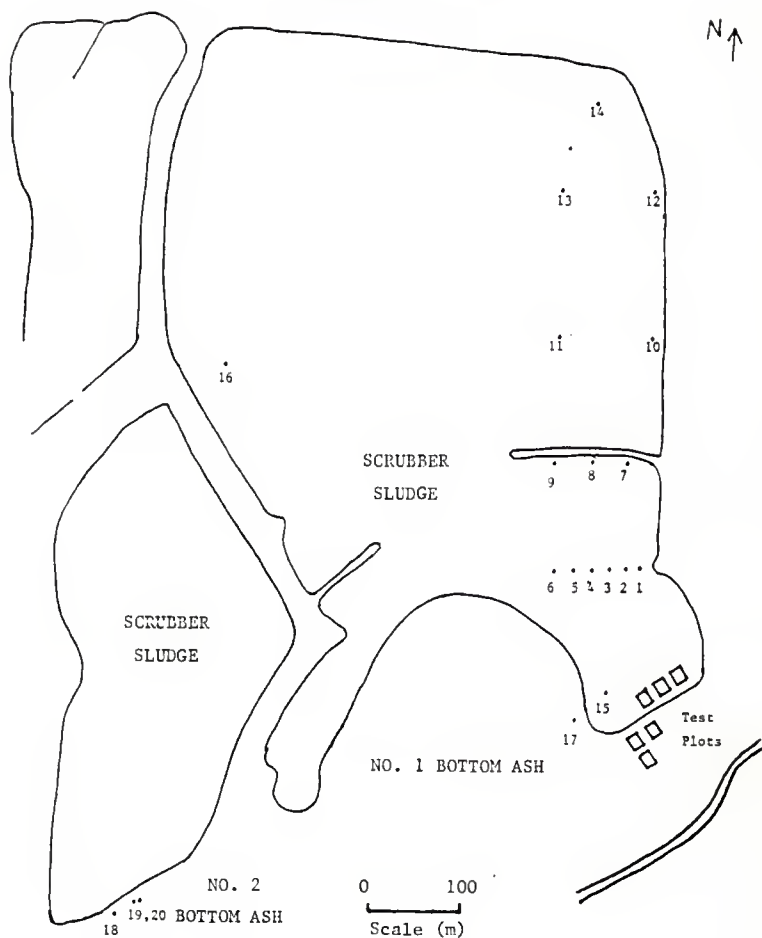 N
14
13
12
11
10
16
SCRUBBER
SLUDGE
9 8 7
6 5 4 3 2 1
SCRUBBER
SLUDGE
15
17
Test
Plots
NO. 1 BOTTOM ASH
NO. 2
BOTTOM ASH
19,20
18
0 100
Scale (m)